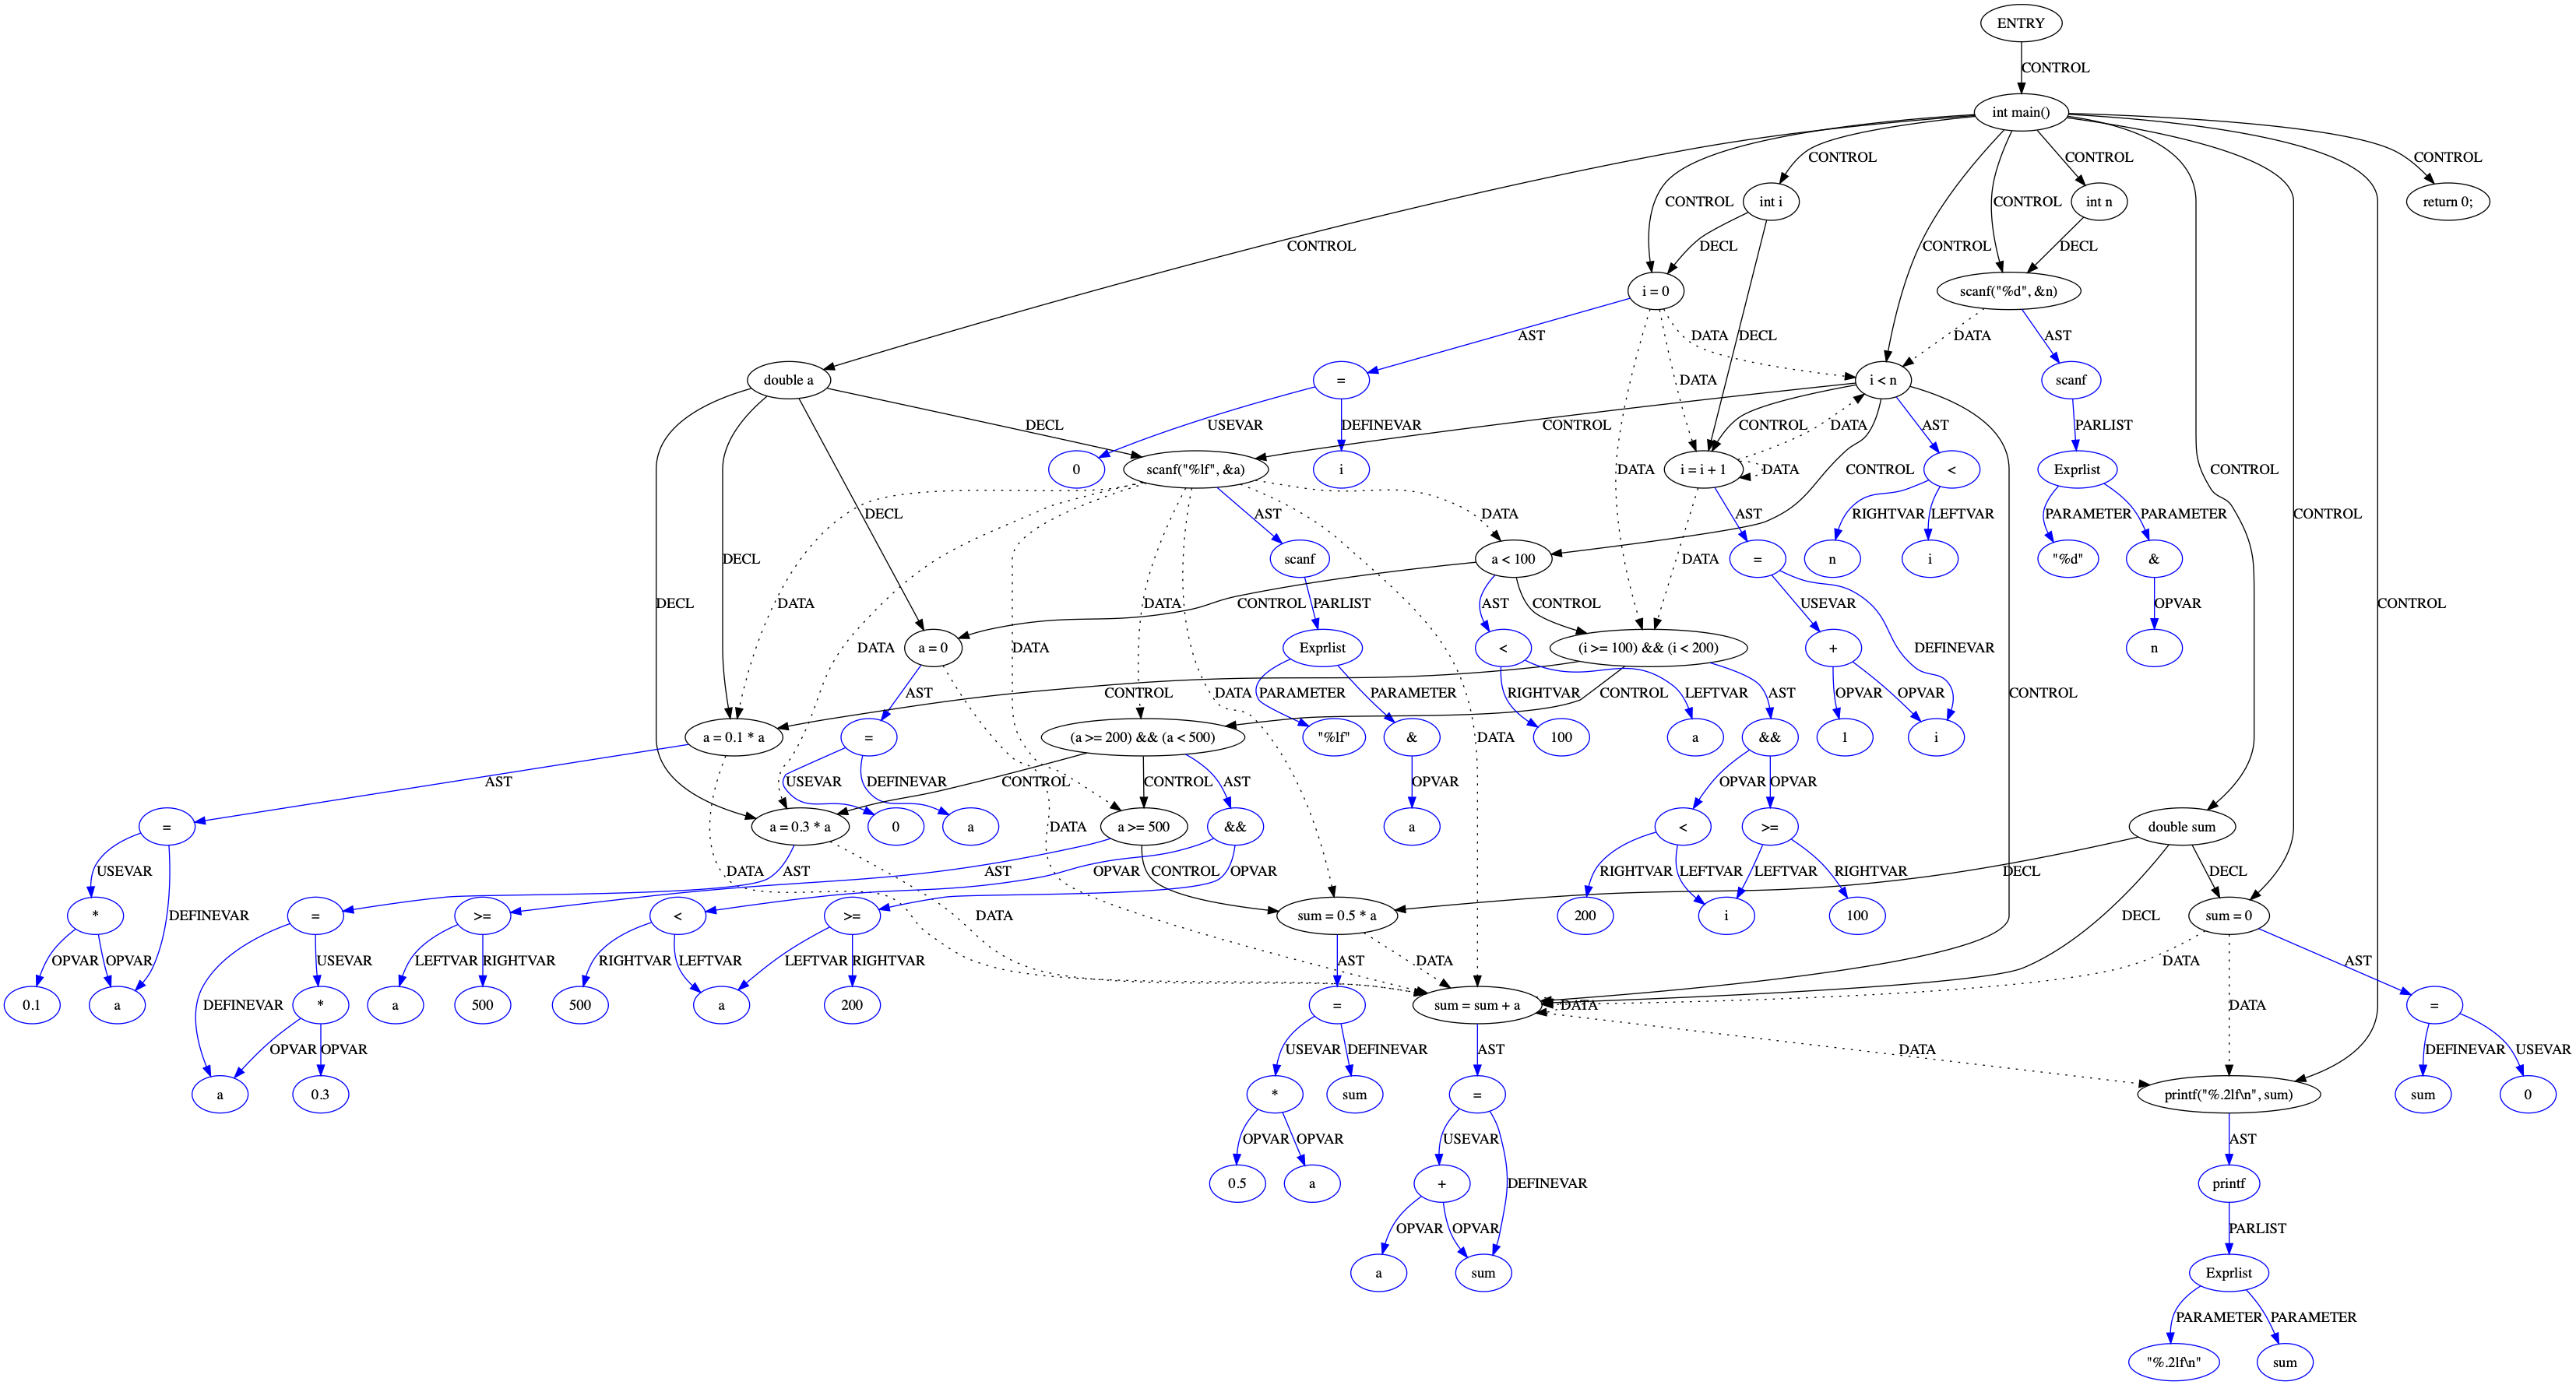 ENTRY
CONTROL
int main()
CONTROL CONTROL CONTROL
CONTROL CONTROL int i int n return 0;
CONTROL CONTROL DECL DECL CONTROL DECL
i = 0 scanf("%d", &n)
AST DATA DECL DATA AST
double a = DATA i < n scanf
DECL USEVAR DEFINEVAR CONTROL CONTROL DATA AST PARLIST
0 scanf("%lf", &a) i DATA i = i + 1 DATA CONTROL < Exprlist CONTROL
DECL AST DATA AST RIGHTVAR LEFTVAR PARAMETER PARAMETER CONTROL
scanf a < 100 DATA = n i "%d" &
DECL DECL DATA DATA PARLIST CONTROL AST CONTROL USEVAR OPVAR CONTROL
a = 0 DATA DATA Exprlist < (i >= 100) && (i < 200) + DEFINEVAR n
AST CONTROL DATA PARAMETER PARAMETER RIGHTVAR CONTROL LEFTVAR AST OPVAR OPVAR CONTROL
a = 0.1 * a = (a >= 200) && (a < 500) "%lf" & DATA 100 a && 1 i
AST USEVAR DEFINEVAR CONTROL CONTROL AST OPVAR OPVAR OPVAR
= a = 0.3 * a 0 a DATA a >= 500 && a < >= double sum
USEVAR DATA AST AST OPVAR CONTROL OPVAR RIGHTVAR LEFTVAR LEFTVAR RIGHTVAR DECL DECL
* DEFINEVAR = >= < >= DATA sum = 0.5 * a 200 i 100 DECL sum = 0
OPVAR OPVAR USEVAR LEFTVAR RIGHTVAR RIGHTVAR LEFTVAR LEFTVAR RIGHTVAR AST DATA DATA AST
0.1 a DEFINEVAR * a 500 500 a 200 = sum = sum + a DATA DATA =
OPVAR OPVAR USEVAR DEFINEVAR AST DATA DEFINEVAR USEVAR
a 0.3 * sum = printf("%.2lf\n", sum) sum 0
OPVAR OPVAR USEVAR AST
0.5 a + DEFINEVAR printf
OPVAR OPVAR PARLIST
a sum Exprlist
PARAMETER PARAMETER
"%.2lf\n" sum